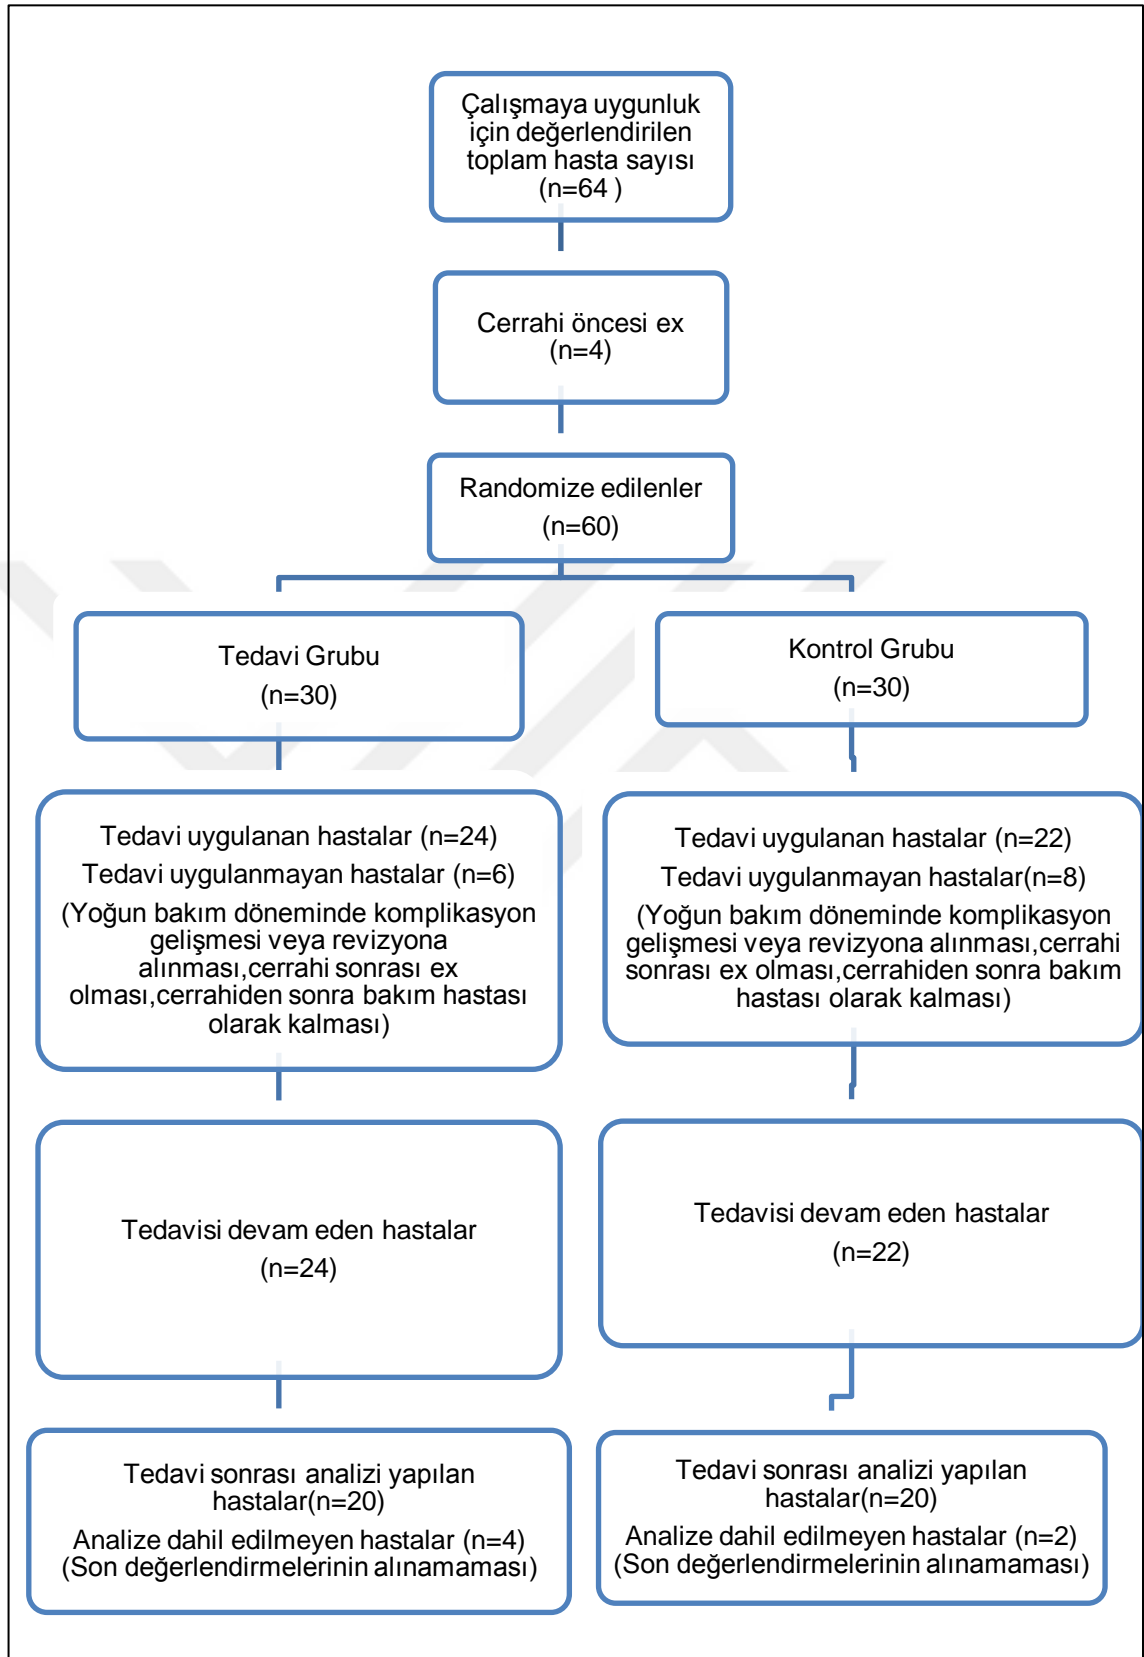 Çalışmaya uygunluk
için değerlendirilen
toplam hasta sayısı
(n=64 )
Cerrahi öncesi ex
(n=4)
Randomize edilenler
(n=60)
Tedavi Grubu
(n=30)
Kontrol Grubu
(n=30)
Tedavi uygulanan hastalar (n=24)
Tedavi uygulanmayan hastalar (n=6)
(Yoğun bakım döneminde komplikasyon
gelişmesi veya revizyona
alınması,cerrahi sonrası ex
olması,cerrahiden sonra bakım hastası
olarak kalması)
Tedavi uygulanan hastalar (n=22)
Tedavi uygulanmayan hastalar(n=8)
(Yoğun bakım döneminde komplikasyon
gelişmesi veya revizyona alınması,cerrahi
sonrası ex olması,cerrahiden sonra bakım
hastası olarak kalması)
Tedavisi devam eden hastalar
(n=24)
Tedavisi devam eden hastalar
(n=22)
Tedavi sonrası analizi yapılan
hastalar(n=20)
Analize dahil edilmeyen hastalar (n=4)
(Son değerlendirmelerinin alınamaması)
Tedavi sonrası analizi yapılan
hastalar(n=20)
Analize dahil edilmeyen hastalar (n=2)
(Son değerlendirmelerinin alınamaması)